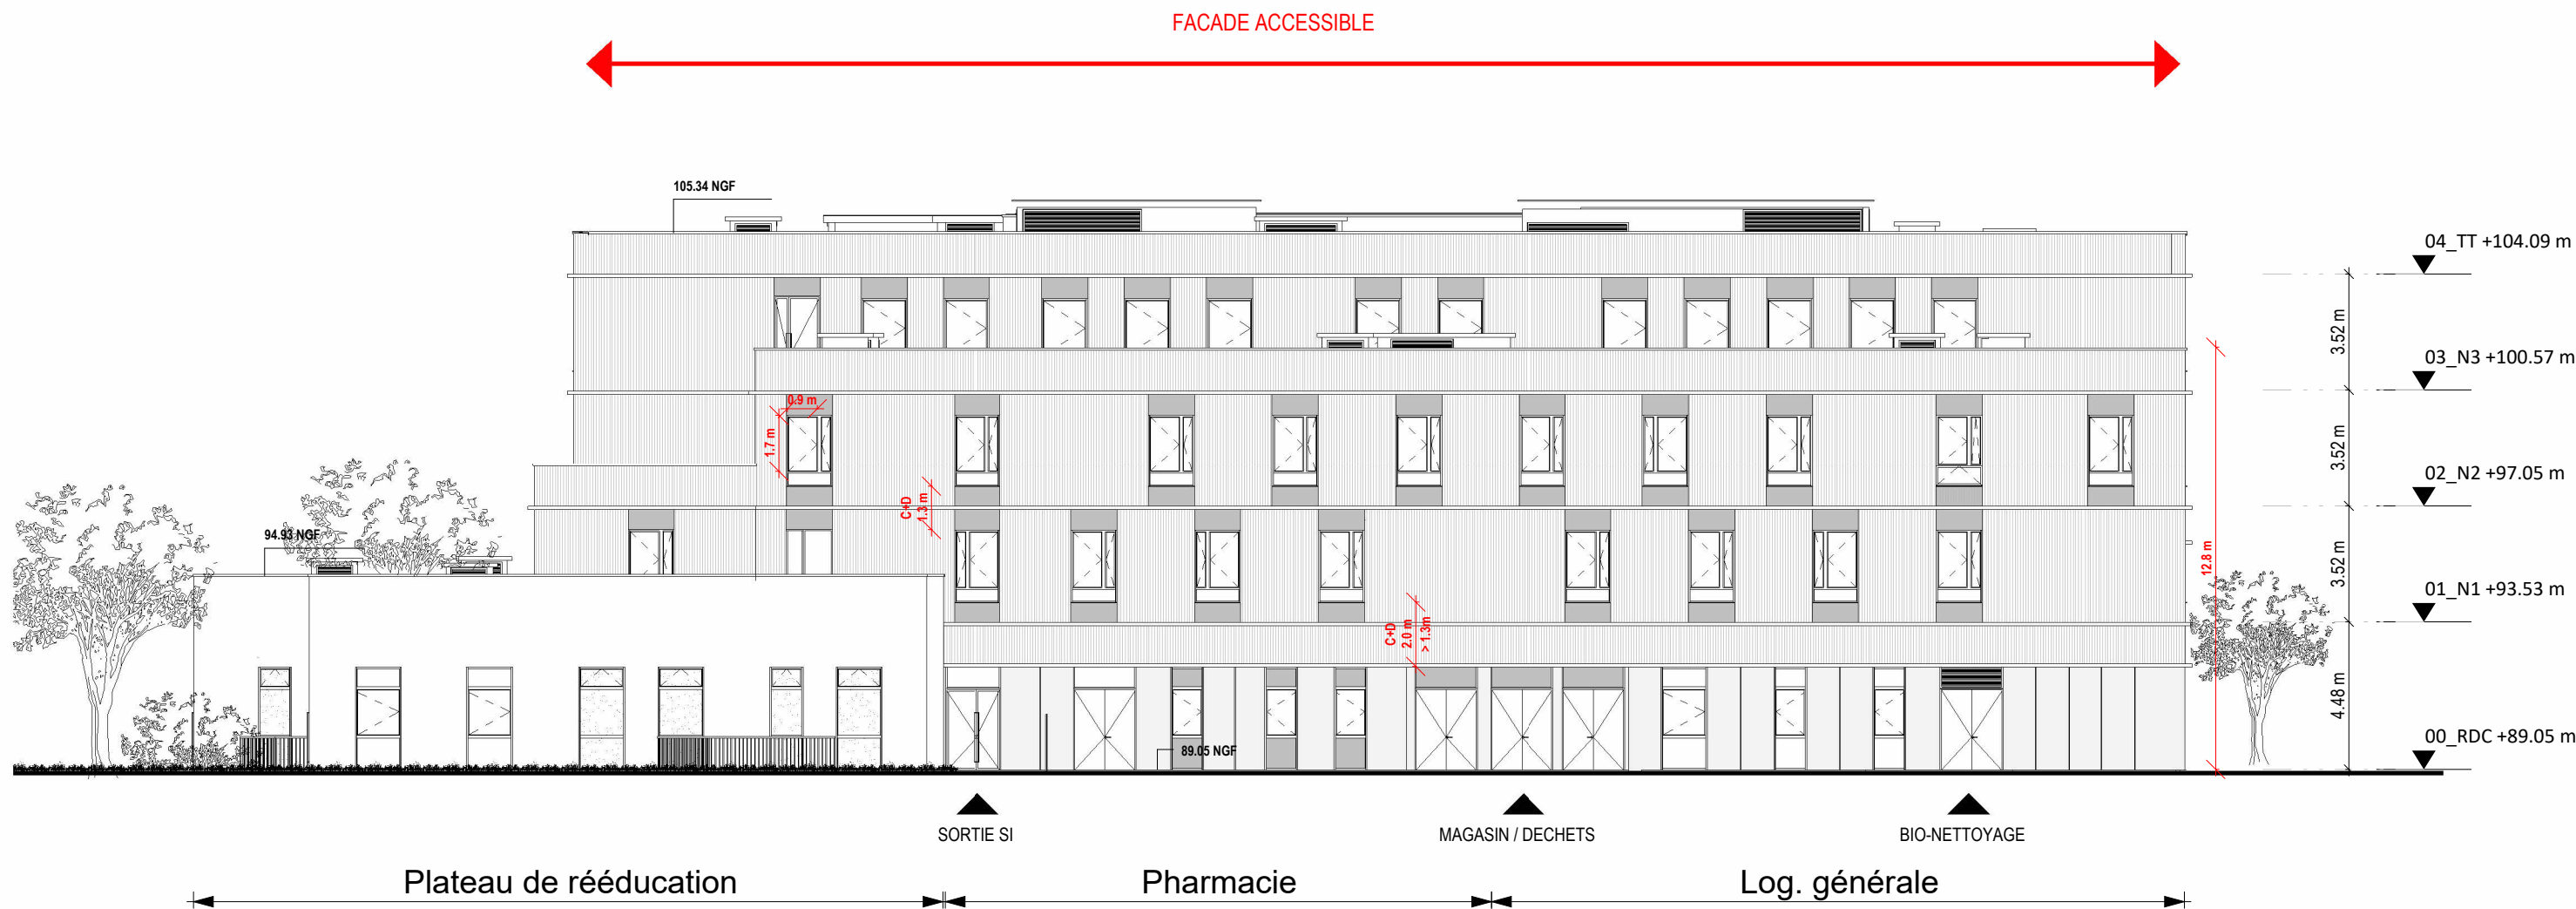 FACADE ACCESSIBLE
105.34 NGF
04_TT +104.09 m
3.52 m
03_N3 +100.57 m
0.9 m
1.7 m
3.52 m
C+D
1.3 m
02_N2 +97.05 m
94.93 NGF
12.8 m
3.52 m
01_N1 +93.53 m
C+D
2.0 m
> 1.3m
4.48 m
89.05 NGF
00_RDC +89.05 m
SORTIE SI
MAGASIN / DECHETS
BIO-NETTOYAGE
Plateau de rééducation
Pharmacie
Log. générale